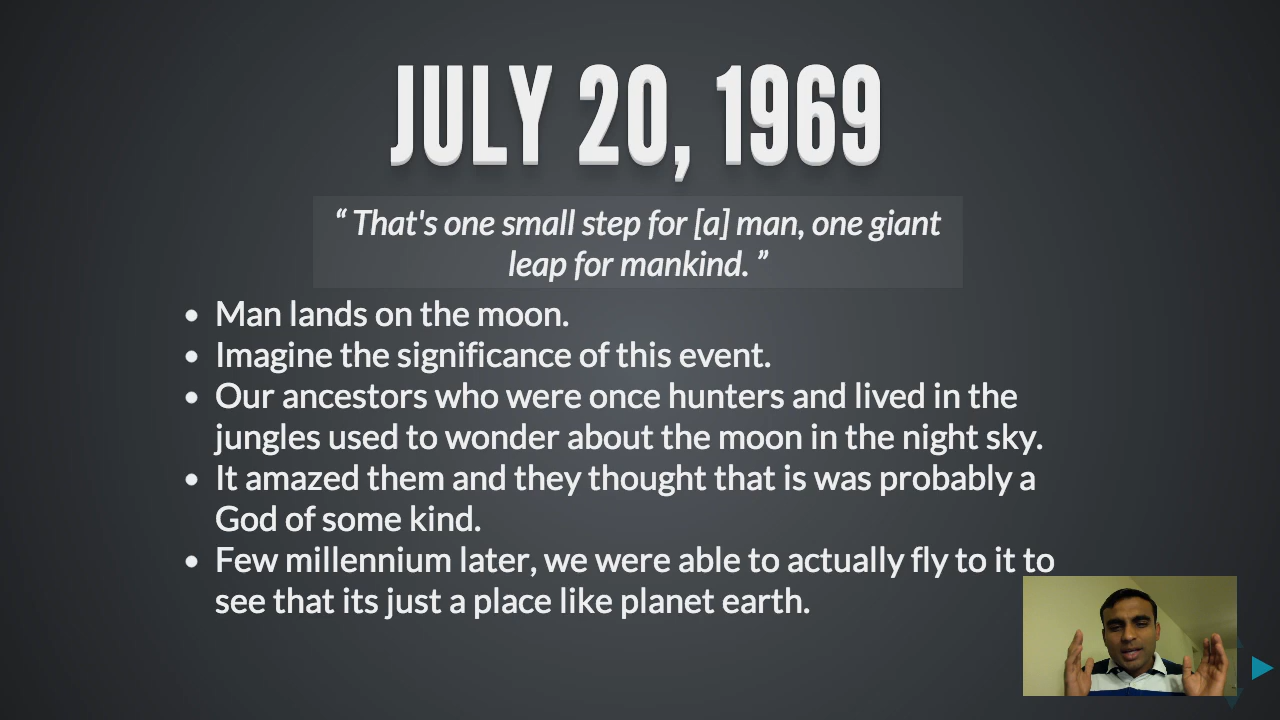 JULY 20, 1969
“ That's one small step for [a] man, one giant
leap for mankind. ”
• Man lands on the moon.
• Imagine the significance of this event.
• Our ancestors who were once hunters and lived in the
jungles used to wonder about the moon in the night sky.
• It amazed them and they thought that is was probably a
God of some kind.
• Few millennium later, we were able to actually fly to it to
see that its just a place like planet earth.